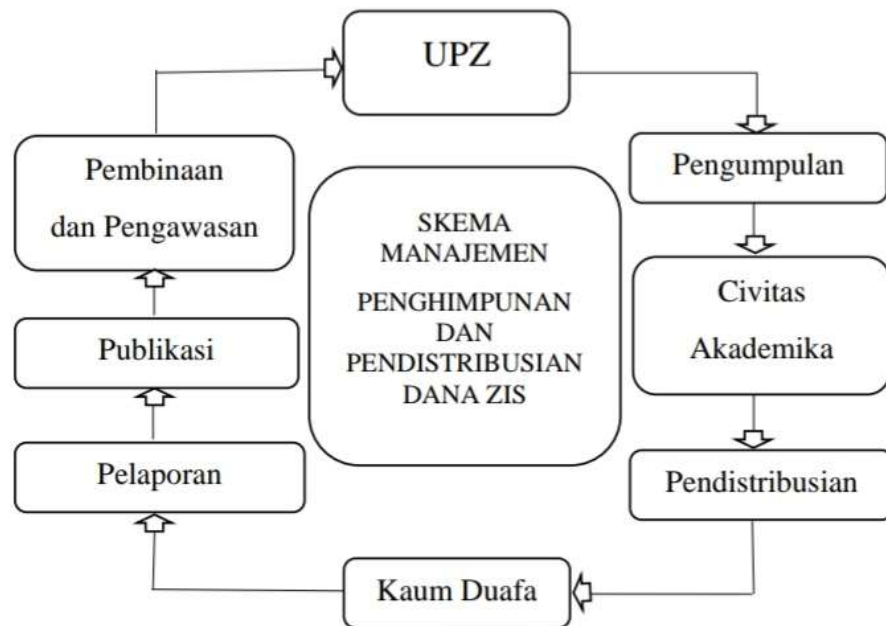 UPZ
Pengumpulan
Civitas
Akademika
Pendistribusian
Kaum Duafa
Pelaporan
Publikasi
Pembinaan
dan Pengawasan
SKEMA
MANAJEMEN
PENGHIMPUNAN
DAN
PENDISTRIBUSIAN
DANA ZIS